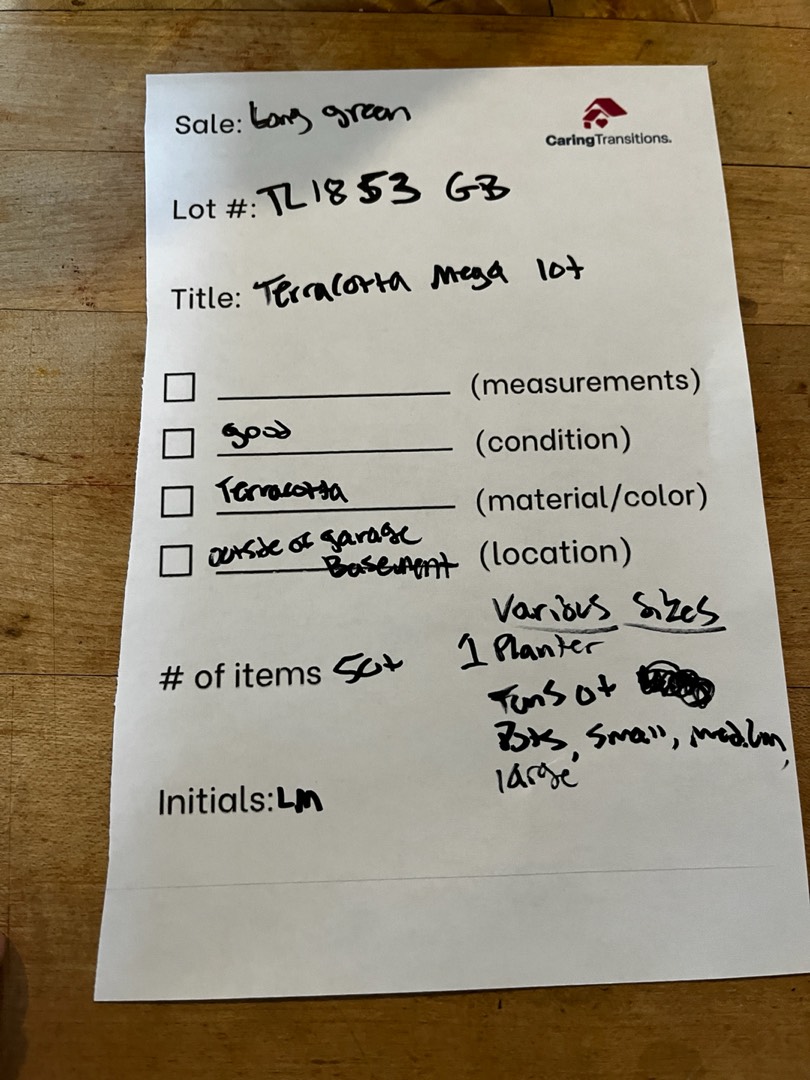 Sale: Long green
CaringTransitions.
Lot #: TL1853 GB
Title: Terracotta Mega lot
(measurements)
good (condition)
Terracotta (material/color)
outside of garage
Basement (location)
Various Sizes
1 Planter
# of items 50+
Tons of
Pots, Small, medium,
large
Initials: LM